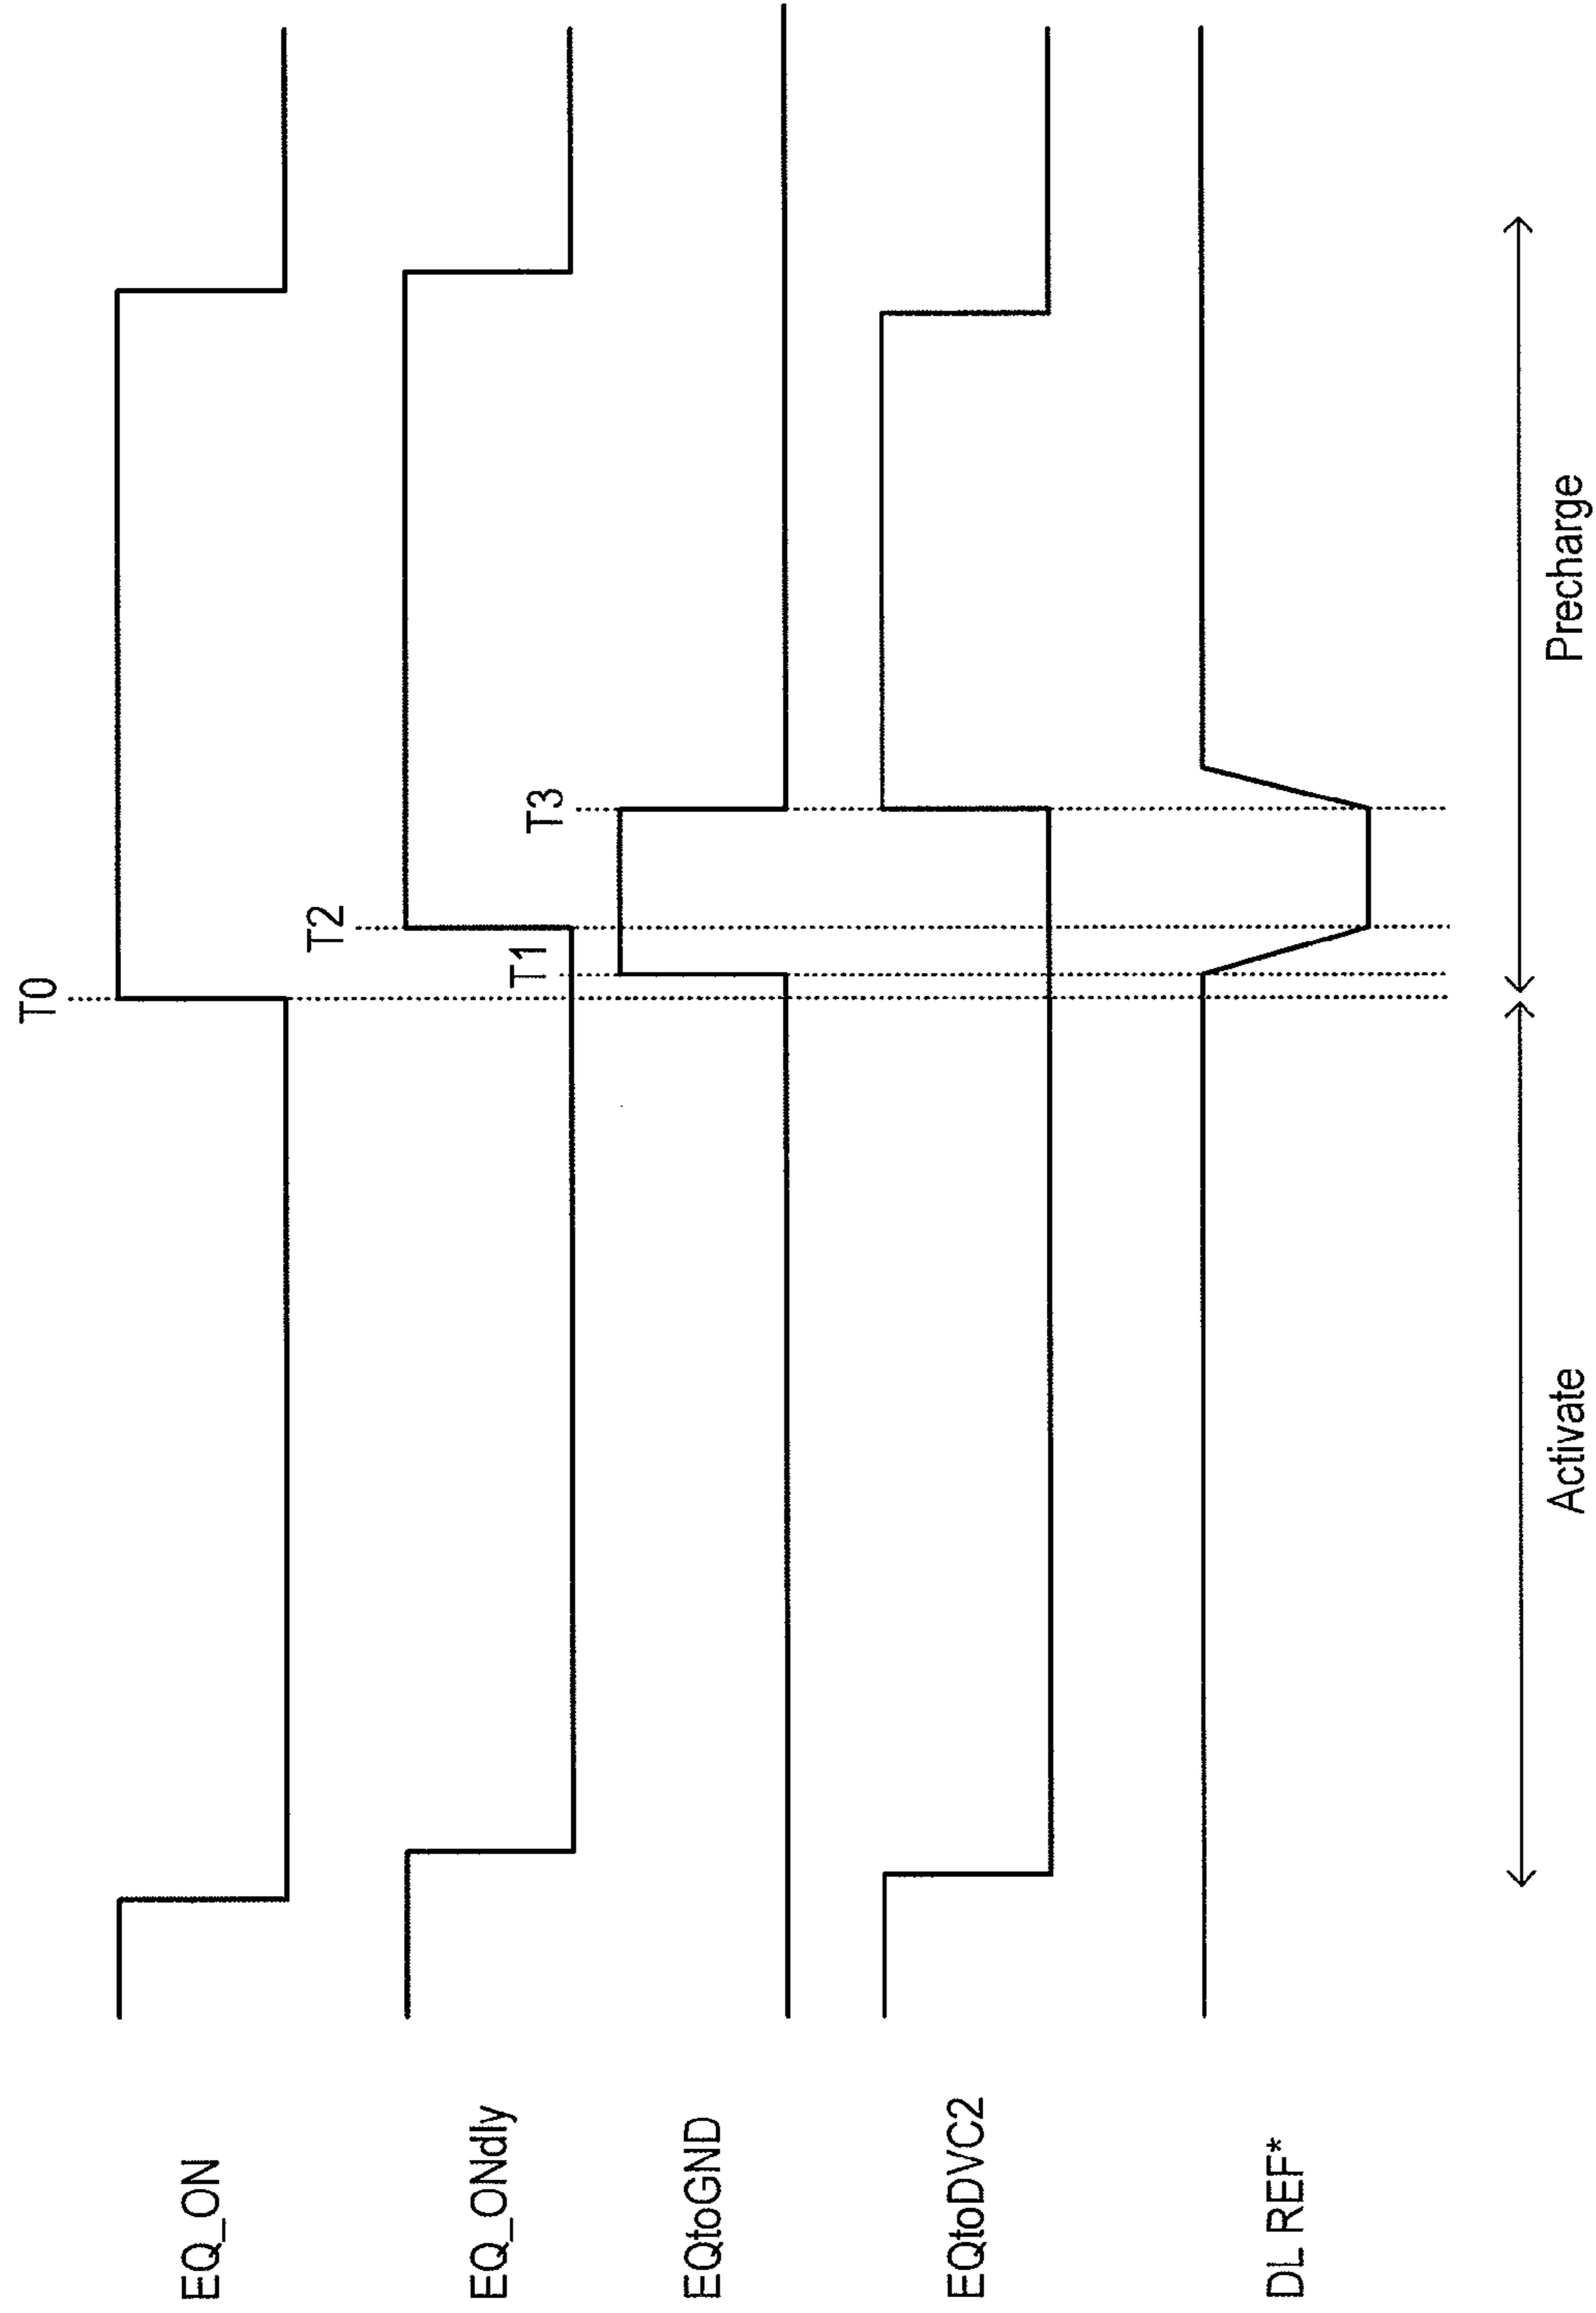 T0
T2
T1
T3
EQ_ON
EQ_ONdly
EQtoGND
EQtoDVC2
DL REF*
Activate
Precharge